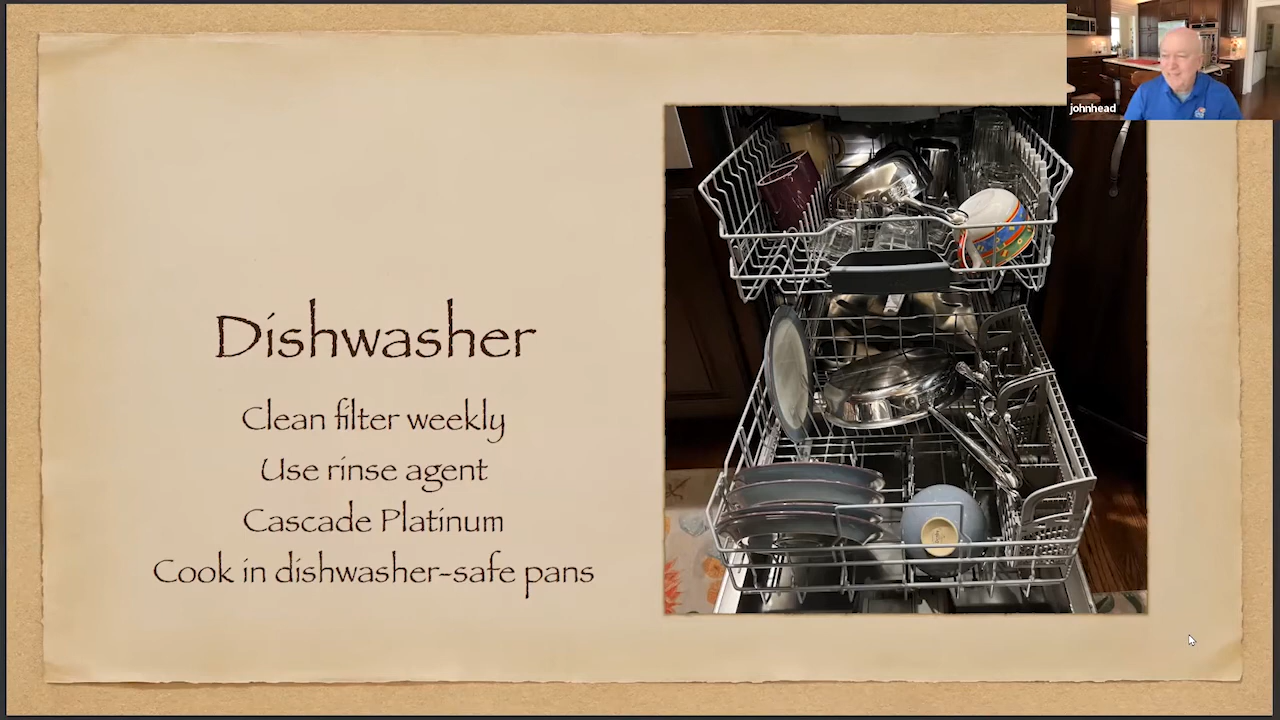 johnhead
Dishwasher
Clean filter weekly
Use rinse agent
Cascade Platinum
Cook in dishwasher-safe pans